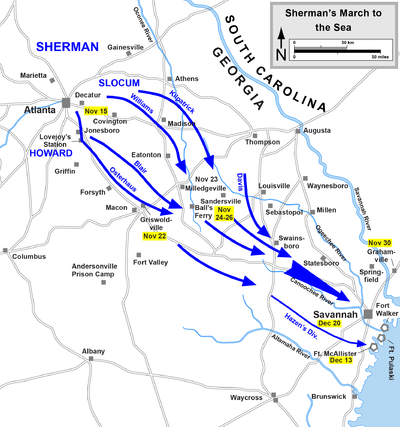 Sherman's March to
the Sea
N
0
50 km
0
50 miles
SHERMAN
SLOCUM
HOWARD
SOUTH CAROLINA
GEORGIA
Oconee River
Gainesville
Marietta
Athens
Decatur
Atlanta
Nov 15
Williams
Kilpatrick
Covington
Madison
Lovejoy's
Station
Jonesboro
Thompson
Augusta
Eatonton
Griffin
Blair
Osterhaus
Nov 23
Milledgeville
Davis
Louisville
Waynesboro
Savannah River
Forsyth
Sandersville
Macon
Ball's
Ferry
Nov
24-26
Sebastopol
Millen
Griswold-
ville
Nov 22
Swains-
boro
Ogeechee River
Nov 30
Graham-
ville
Statesboro
Spring-
field
Columbus
Andersonville
Prison Camp
Fort Valley
Canoochee River
Savannah
Dec 20
Fort
Walker
Hazen's Div.
Ft. Pulaski
Altamaha River
Ft. McAllister
Dec 13
Albany
Waycross
Brunswick